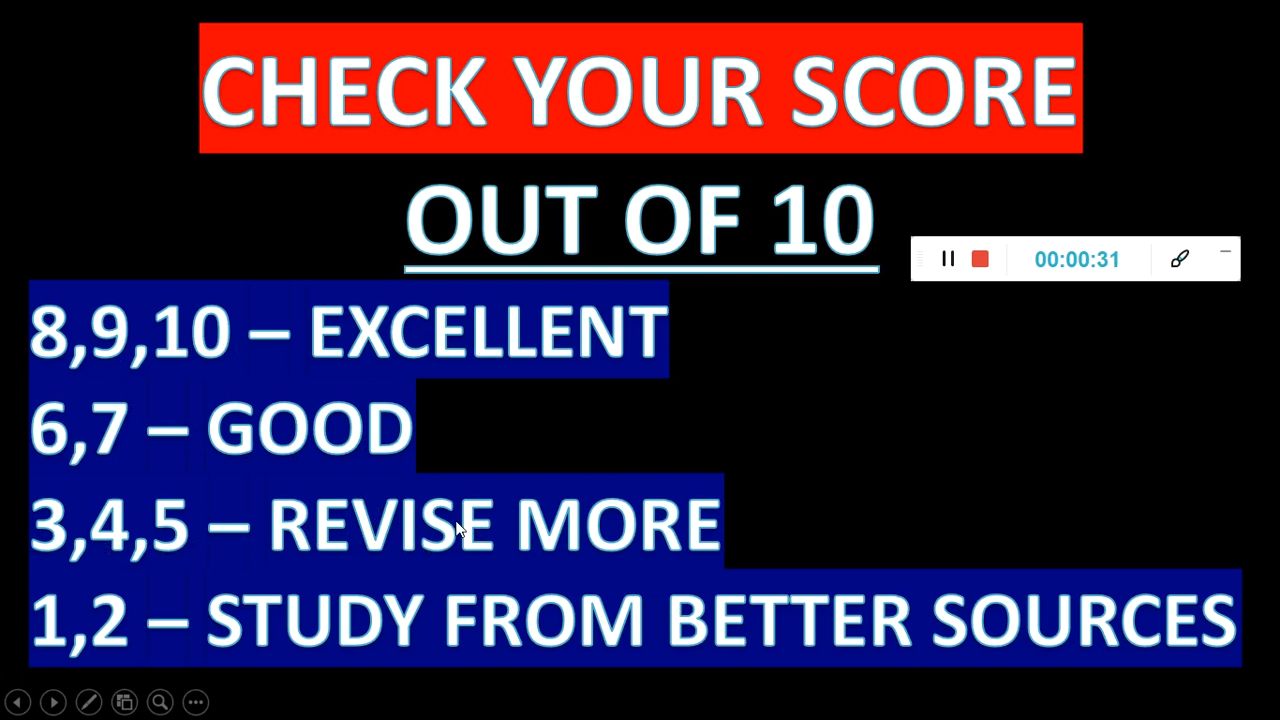 CHECK YOUR SCORE
OUT OF 10
00:00:31
8,9,10 – EXCELLENT
6,7 – GOOD
3,4,5 – REVISE MORE
1,2 – STUDY FROM BETTER SOURCES